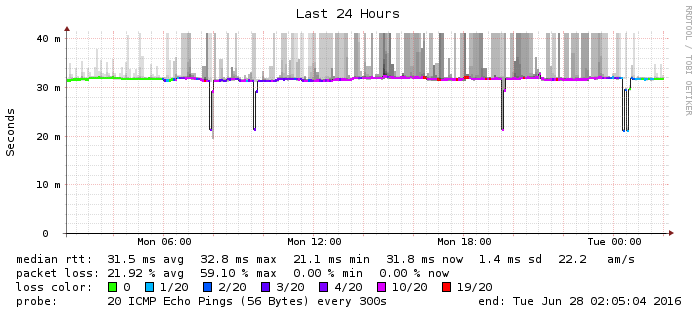 Last 24 Hours
RRDTOOL / TOBI OETIKER
Seconds
40 m
30 m
20 m
10 m
0
Mon 06:00 Mon 12:00 Mon 18:00 Tue 00:00
median rtt: 31.5 ms avg 32.8 ms max 21.1 ms min 31.8 ms now 1.4 ms sd 22.2 am/s
packet loss: 21.92 % avg 59.10 % max 0.00 % min 0.00 % now
loss color: 0 1/20 2/20 3/20 4/20 10/20 19/20
probe: 20 ICMP Echo Pings (56 Bytes) every 300s end: Tue Jun 28 02:05:04 2016